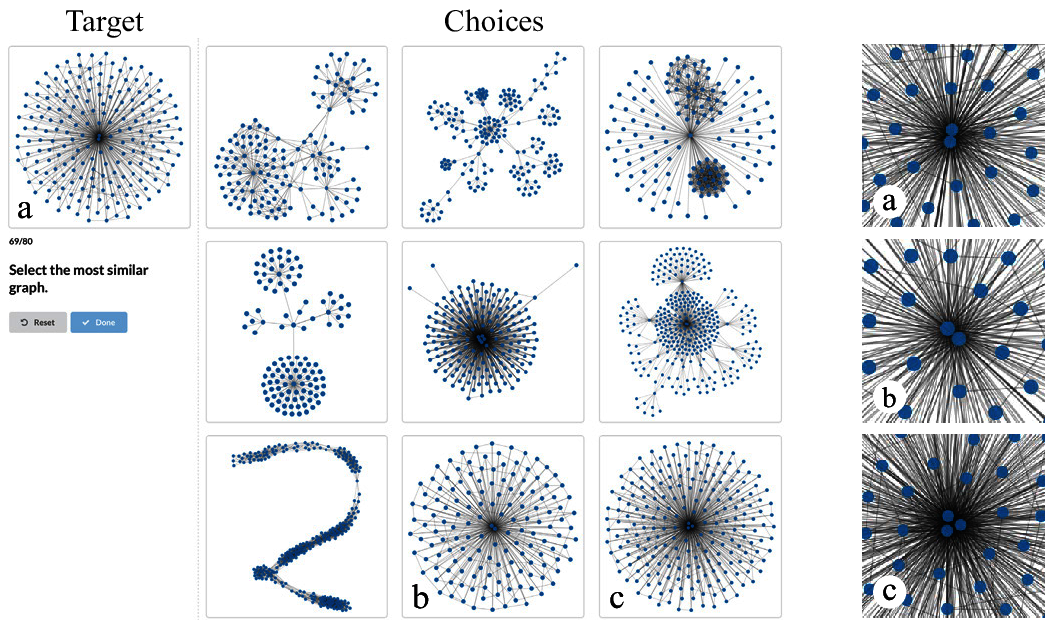 Target
Choices
a
69/80
Select the most similar
graph.
Reset
Done
b
c
a
b
c